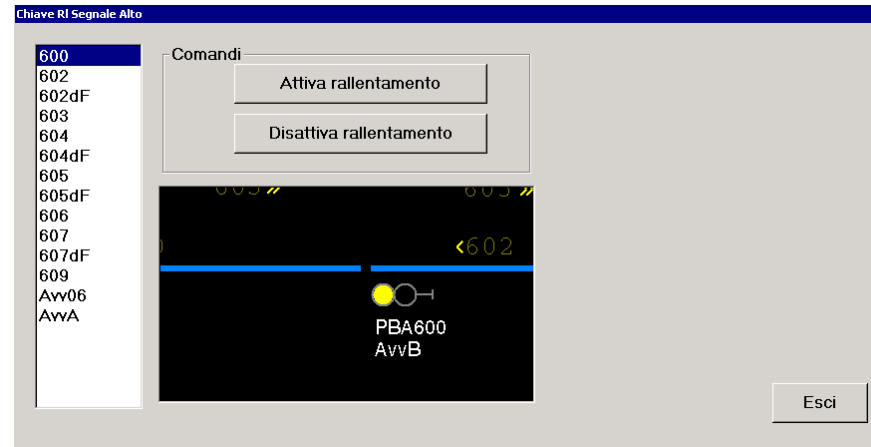 Chiave Rl Segnale Alto
600
602
602dF
603
604
604dF
605
605dF
606
607
607dF
609
Avv06
AvvA
Comandi
Attiva rallentamento
Disattiva rallentamento
<602
PBA600
AvvB
Esci